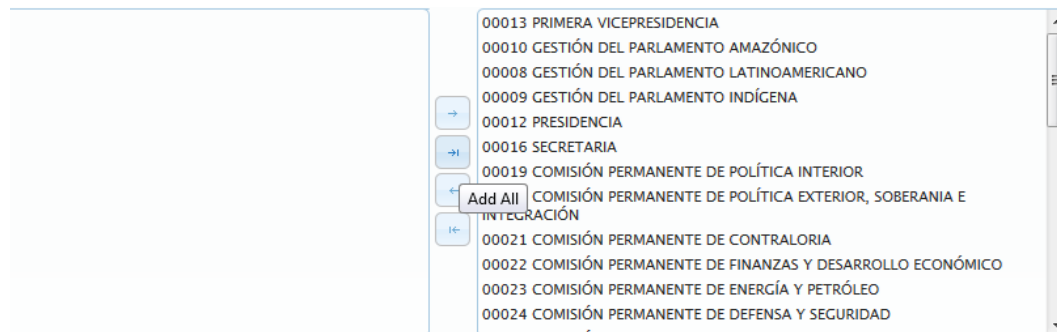 00013 PRIMERA VICEPRESIDENCIA
00010 GESTIÓN DEL PARLAMENTO AMAZÓNICO
00008 GESTIÓN DEL PARLAMENTO LATINOAMERICANO
00009 GESTIÓN DEL PARLAMENTO INDÍGENA
00012 PRESIDENCIA
00016 SECRETARIA
00019 COMISIÓN PERMANENTE DE POLÍTICA INTERIOR
Add All
COMISIÓN PERMANENTE DE POLÍTICA EXTERIOR, SOBERANIA E
INTEGRACIÓN
00021 COMISIÓN PERMANENTE DE CONTRALORIA
00022 COMISIÓN PERMANENTE DE FINANZAS Y DESARROLLO ECONÓMICO
00023 COMISIÓN PERMANENTE DE ENERGÍA Y PETRÓLEO
00024 COMISIÓN PERMANENTE DE DEFENSA Y SEGURIDAD